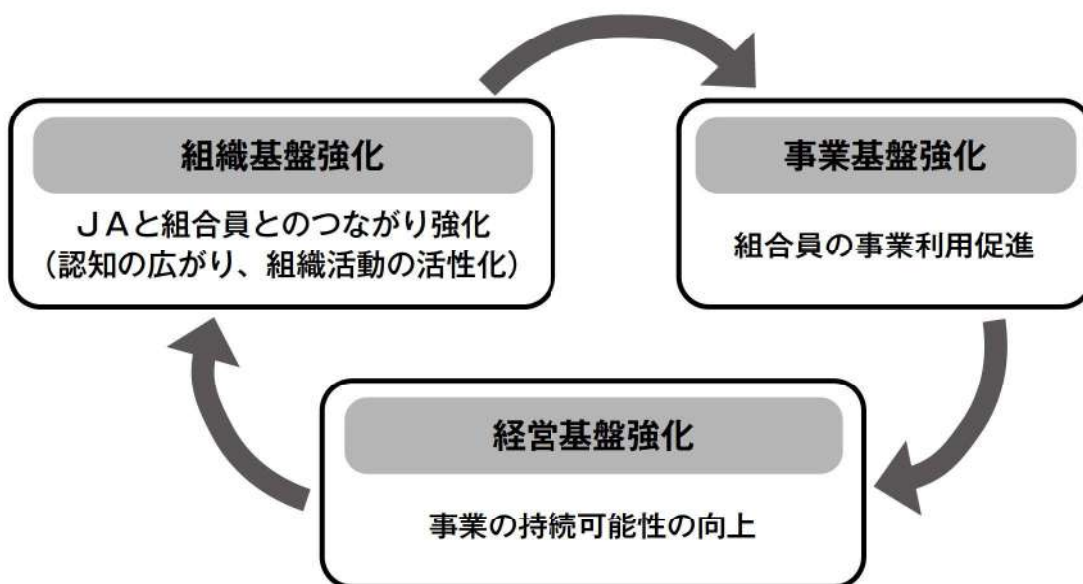 組織基盤強化
ＪＡと組合員とのつながり強化
（認知の広がり、組織活動の活性化）
事業基盤強化
組合員の事業利用促進
経営基盤強化
事業の持続可能性の向上